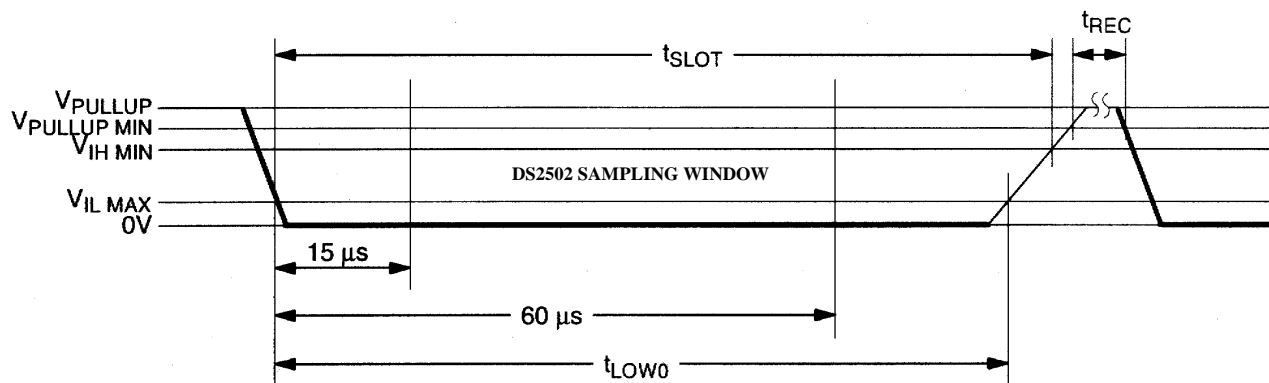 tREC
tSLOT
VPULLUP
VPULLUP MIN
VIH MIN
DS2502 SAMPLING WINDOW
VIL MAX
0V
15 µs
60 µs
tLOW0